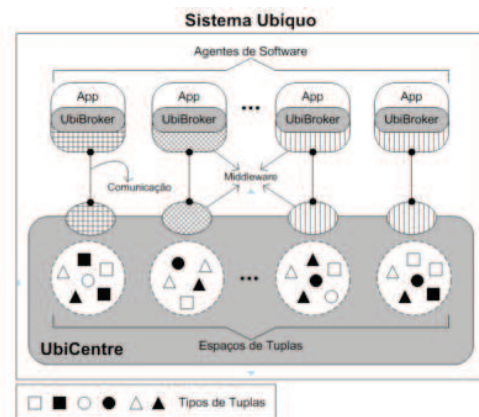 Sistema Ubíquo
Agentes de Software
App App App App
UbiBroker UbiBroker ... UbiBroker UbiBroker
Comunicação
Middleware
...
Espaços de Tuplas
UbiCentre
Tipos de Tuplas